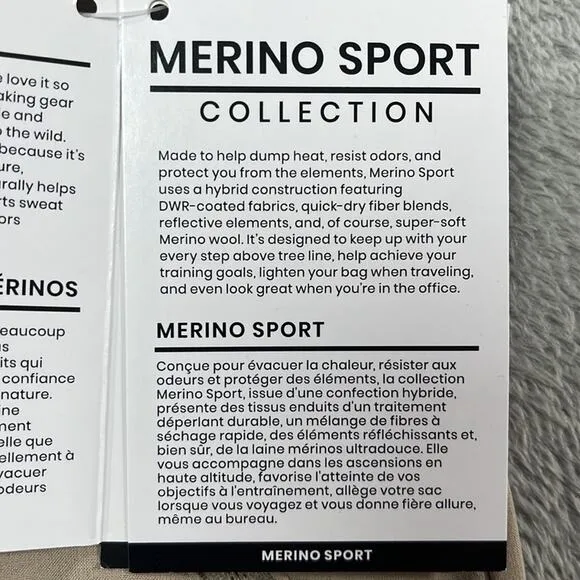 love it so
aking gear
e and
the wild.
because it's
ure,
rally helps
rts sweat
ors
ÉRINOS
eaucoup
s
its qui
confiance
nature.
ine
ment
elle que
ellement à
vacuer
odeurs
MERINO SPORT
COLLECTION
Made to help dump heat, resist odors, and
protect you from the elements, Merino Sport
uses a hybrid construction featuring
DWR-coated fabrics, quick-dry fiber blends,
reflective elements, and, of course, super-soft
Merino wool. It's designed to keep up with your
every step above tree line, help achieve your
training goals, lighten your bag when traveling,
and even look great when you're in the office.
MERINO SPORT
Conçue pour évacuer la chaleur, résister aux
odeurs et protéger des éléments, la collection
Merino Sport, issue d'une confection hybride,
présente des tissus enduits d'un traitement
déperlant durable, un mélange de fibres à
séchage rapide, des éléments réfléchissants et,
bien sûr, de la laine mérinos ultradouce. Elle
vous accompagne dans les ascensions en
haute altitude, favorise l'atteinte de vos
objectifs à l'entraînement, allège votre sac
lorsque vous voyagez et vous donne fière allure,
même au bureau.
MERINO SPORT